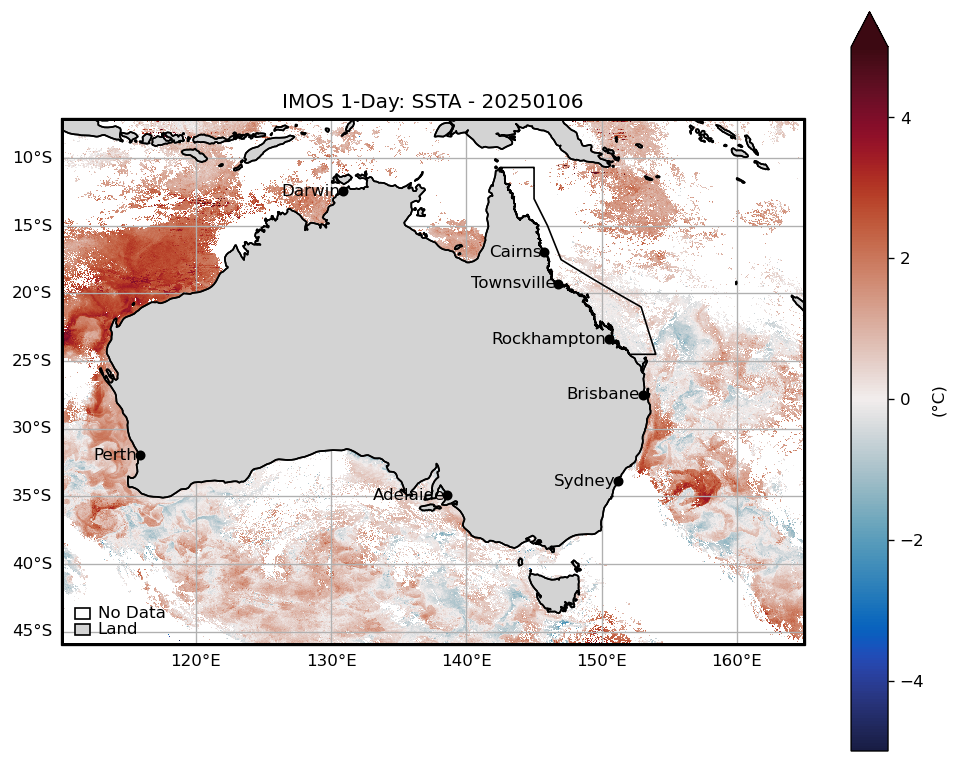 IMOS 1-Day: SSTA - 20250106
10°S
15°S
20°S
25°S
30°S
35°S
40°S
45°S
Darwin
Cairns
Townsville
Rockhampton
Brisbane
Perth
Sydney
Adelaide
No Data
Land
120°E
130°E
140°E
150°E
160°E
4
2
0
−2
−4
(°C)